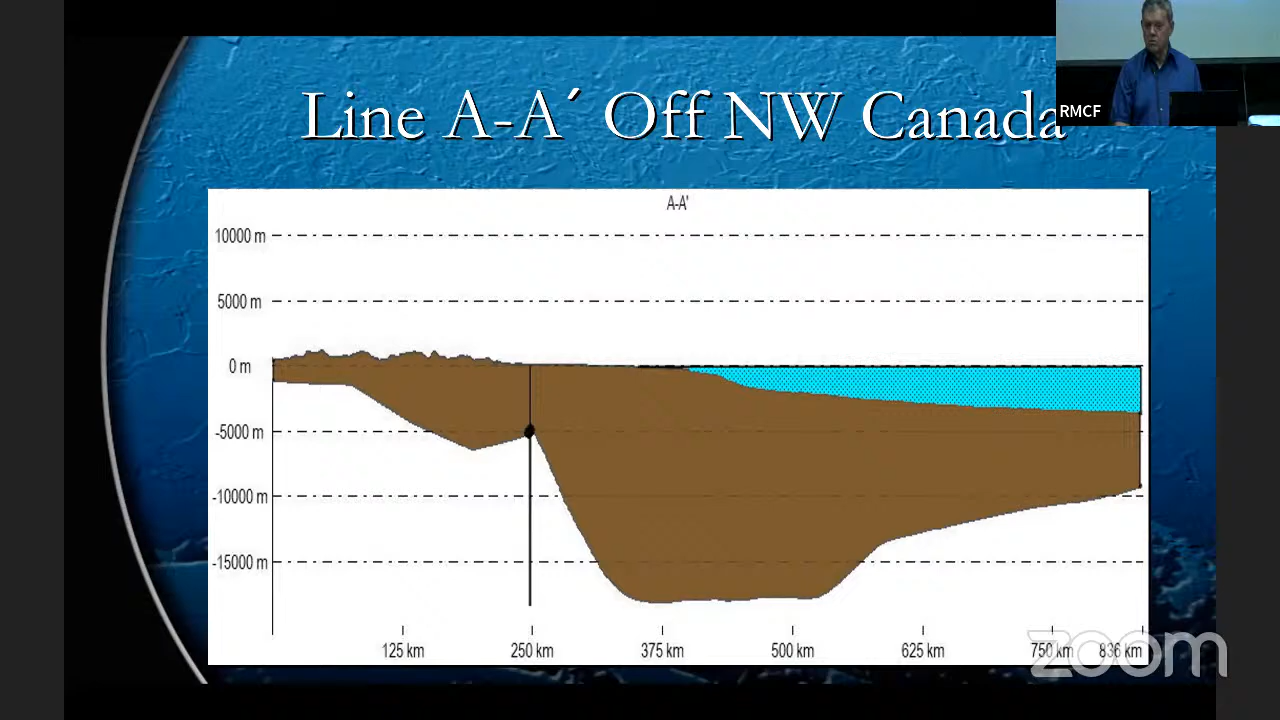 Line A-A´ Off NW Canada
RMCF
A-A'
10000 m
5000 m
0 m
-5000 m
-10000 m
-15000 m
125 km 250 km 375 km 500 km 625 km 750 km 836 km
zoom